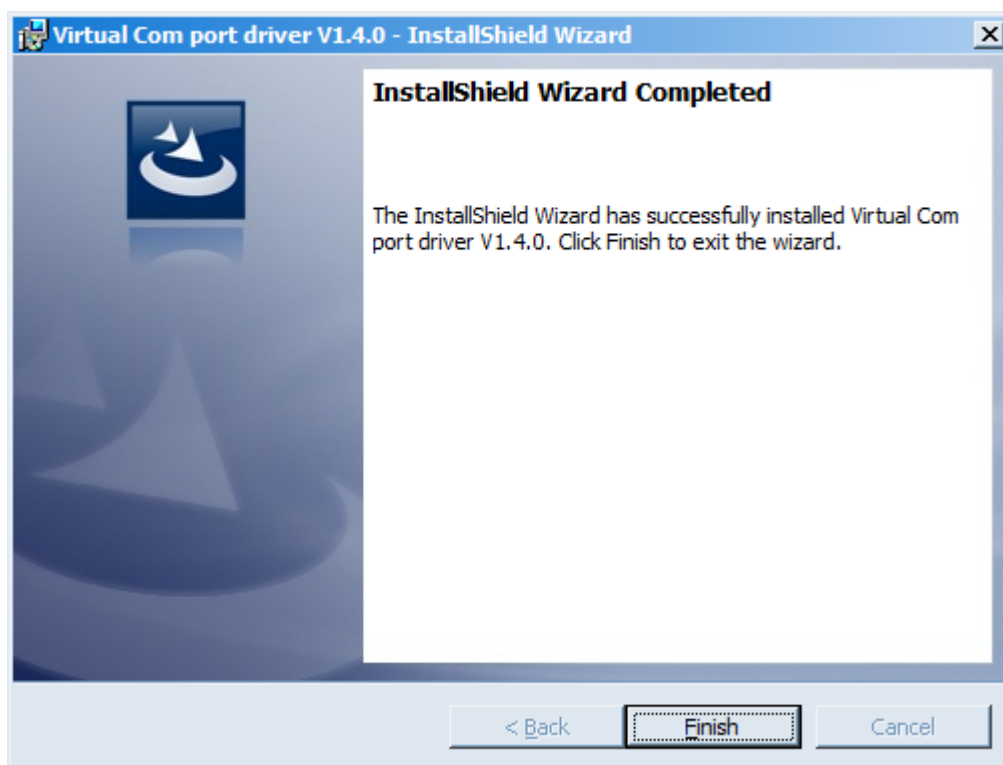 Virtual Com port driver V1.4.0 - InstallShield Wizard
InstallShield Wizard Completed
The InstallShield Wizard has successfully installed Virtual Com
port driver V1.4.0. Click Finish to exit the wizard.
< Back Finish Cancel